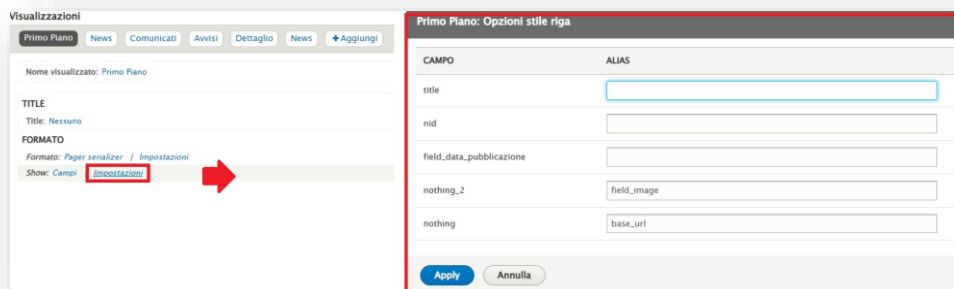 Visualizzazioni
Primo Piano News Comunicati Avvisi Dettaglio News +Aggiungi
Nome visualizzato: Primo Piano
TITLE
Title: Nessuno
FORMATO
Formato: Pager serializer | Impostazioni
Show: Campi | Impostazioni
Primo Piano: Opzioni stile riga
CAMPO ALIAS
title
nid
field_data_pubblicazione
nothing_2 field_image
nothing base_url
Apply Annulla